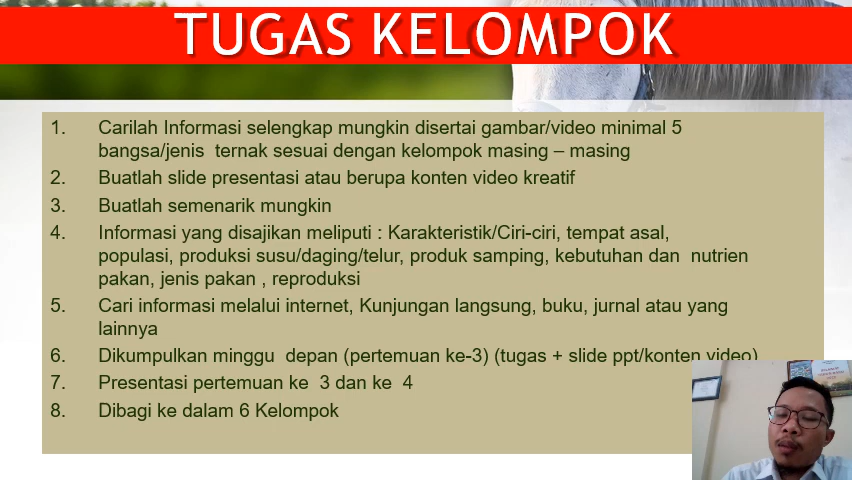 TUGAS KELOMPOK
1. Carilah Informasi selengkap mungkin disertai gambar/video minimal 5
bangsa/jenis ternak sesuai dengan kelompok masing – masing
2. Buatlah slide presentasi atau berupa konten video kreatif
3. Buatlah semenarik mungkin
4. Informasi yang disajikan meliputi : Karakteristik/Ciri-ciri, tempat asal,
populasi, produksi susu/daging/telur, produk samping, kebutuhan dan nutrien
pakan, jenis pakan , reproduksi
5. Cari informasi melalui internet, Kunjungan langsung, buku, jurnal atau yang
lainnya
6. Dikumpulkan minggu depan (pertemuan ke-3) (tugas + slide ppt/konten video)
7. Presentasi pertemuan ke 3 dan ke 4
8. Dibagi ke dalam 6 Kelompok